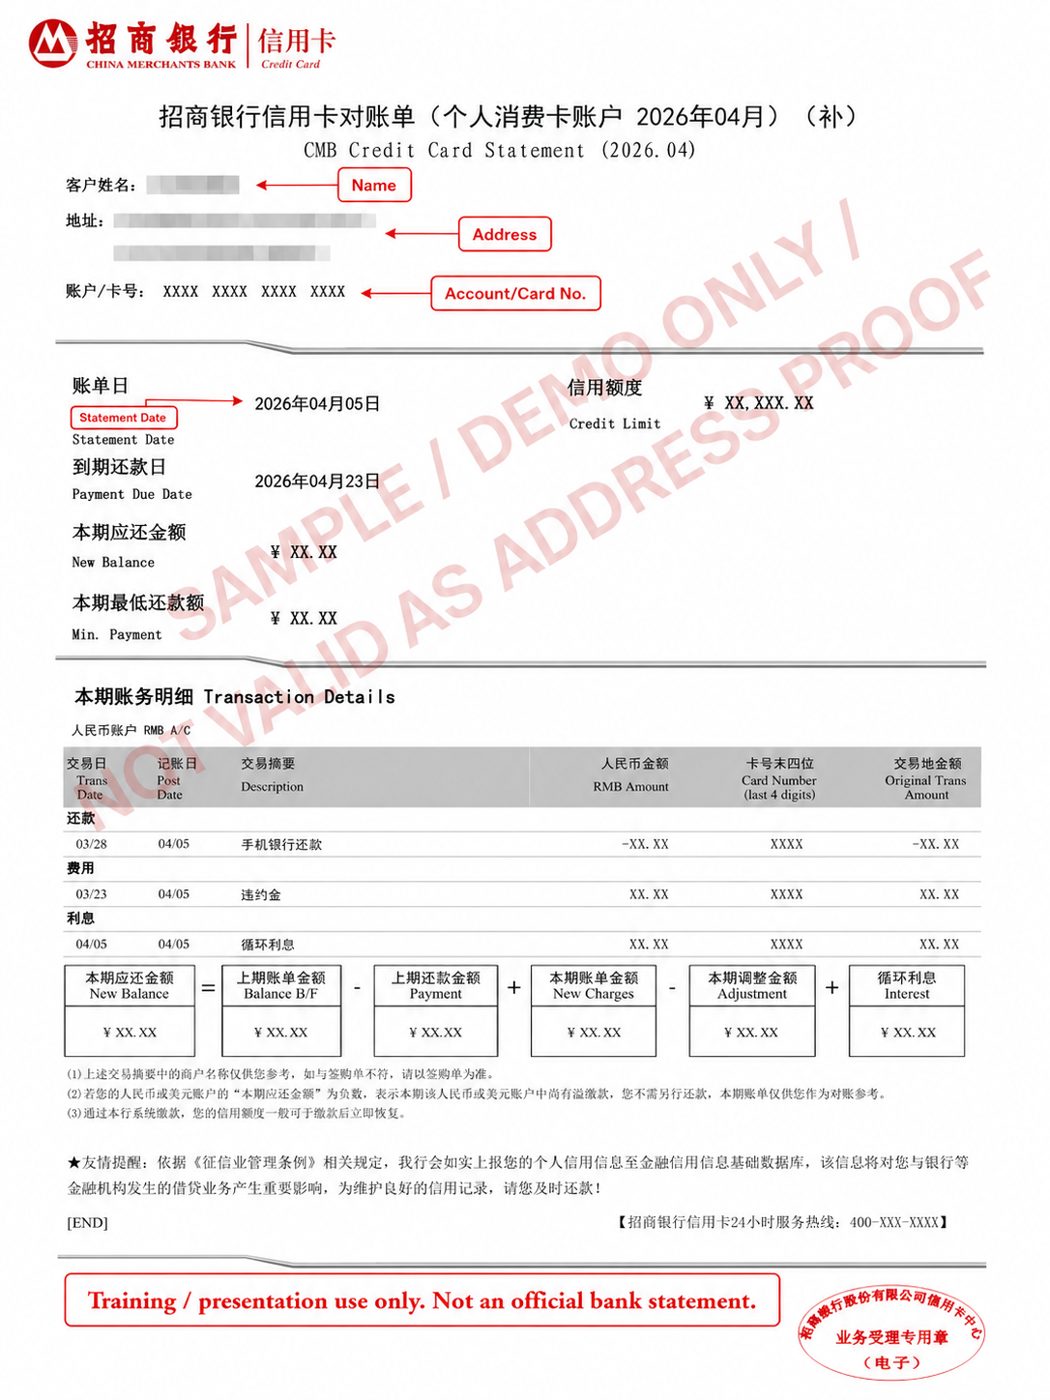 招商银行 信用卡
CHINA MERCHANTS BANK Credit Card
招商银行信用卡对账单（个人消费卡账户 2026年04月）（补）
CMB Credit Card Statement (2026.04)
客户姓名： Name
地址： Address
账户/卡号： XXXX XXXX XXXX XXXX Account/Card No.
SAMPLE / DEMO ONLY /
NOT VALID AS ADDRESS PROOF
账单日
Statement Date 2026年04月05日
Statement Date
信用额度 ¥ XX,XXX.XX
Credit Limit
到期还款日
Payment Due Date 2026年04月23日
本期应还金额
New Balance ¥ XX.XX
本期最低还款额
Min. Payment ¥ XX.XX
本期账务明细 Transaction Details
人民币账户 RMB A/C
交易日 记账日 交易摘要 人民币金额 卡号末四位 交易地金额
Trans Date Post Date Description RMB Amount Card Number (last 4 digits) Original Trans Amount
还款
03/28 04/05 手机银行还款 -XX.XX XXXX -XX.XX
费用
03/23 04/05 违约金 XX.XX XXXX XX.XX
利息
04/05 04/05 循环利息 XX.XX XXXX XX.XX
本期应还金额 = 上期账单金额 - 上期还款金额 + 本期账单金额 - 本期调整金额 + 循环利息
New Balance Balance B/F Payment New Charges Adjustment Interest
¥ XX.XX ¥ XX.XX ¥ XX.XX ¥ XX.XX ¥ XX.XX ¥ XX.XX
(1)上述交易摘要中的商户名称仅供您参考，如与签购单不符，请以签购单为准。
(2)若您的人民币或美元账户的“本期应还金额”为负数，表示本期该人民币或美元账户中尚有溢缴款，您不需另行还款，本期账单仅供您作为对账参考。
(3)通过本行系统缴款，您的信用额度一般可于缴款后立即恢复。
★友情提醒：依据《征信业管理条例》相关规定，我行会如实上报您的个人信用信息至金融信用信息基础数据库，该信息将对您与银行等
金融机构发生的借贷业务产生重要影响，为维护良好的信用记录，请您及时还款！
[END] 【招商银行信用卡24小时服务热线：400-XXX-XXXX】
Training / presentation use only. Not an official bank statement.
招商银行股份有限公司信用卡中心
业务受理专用章
（电子）